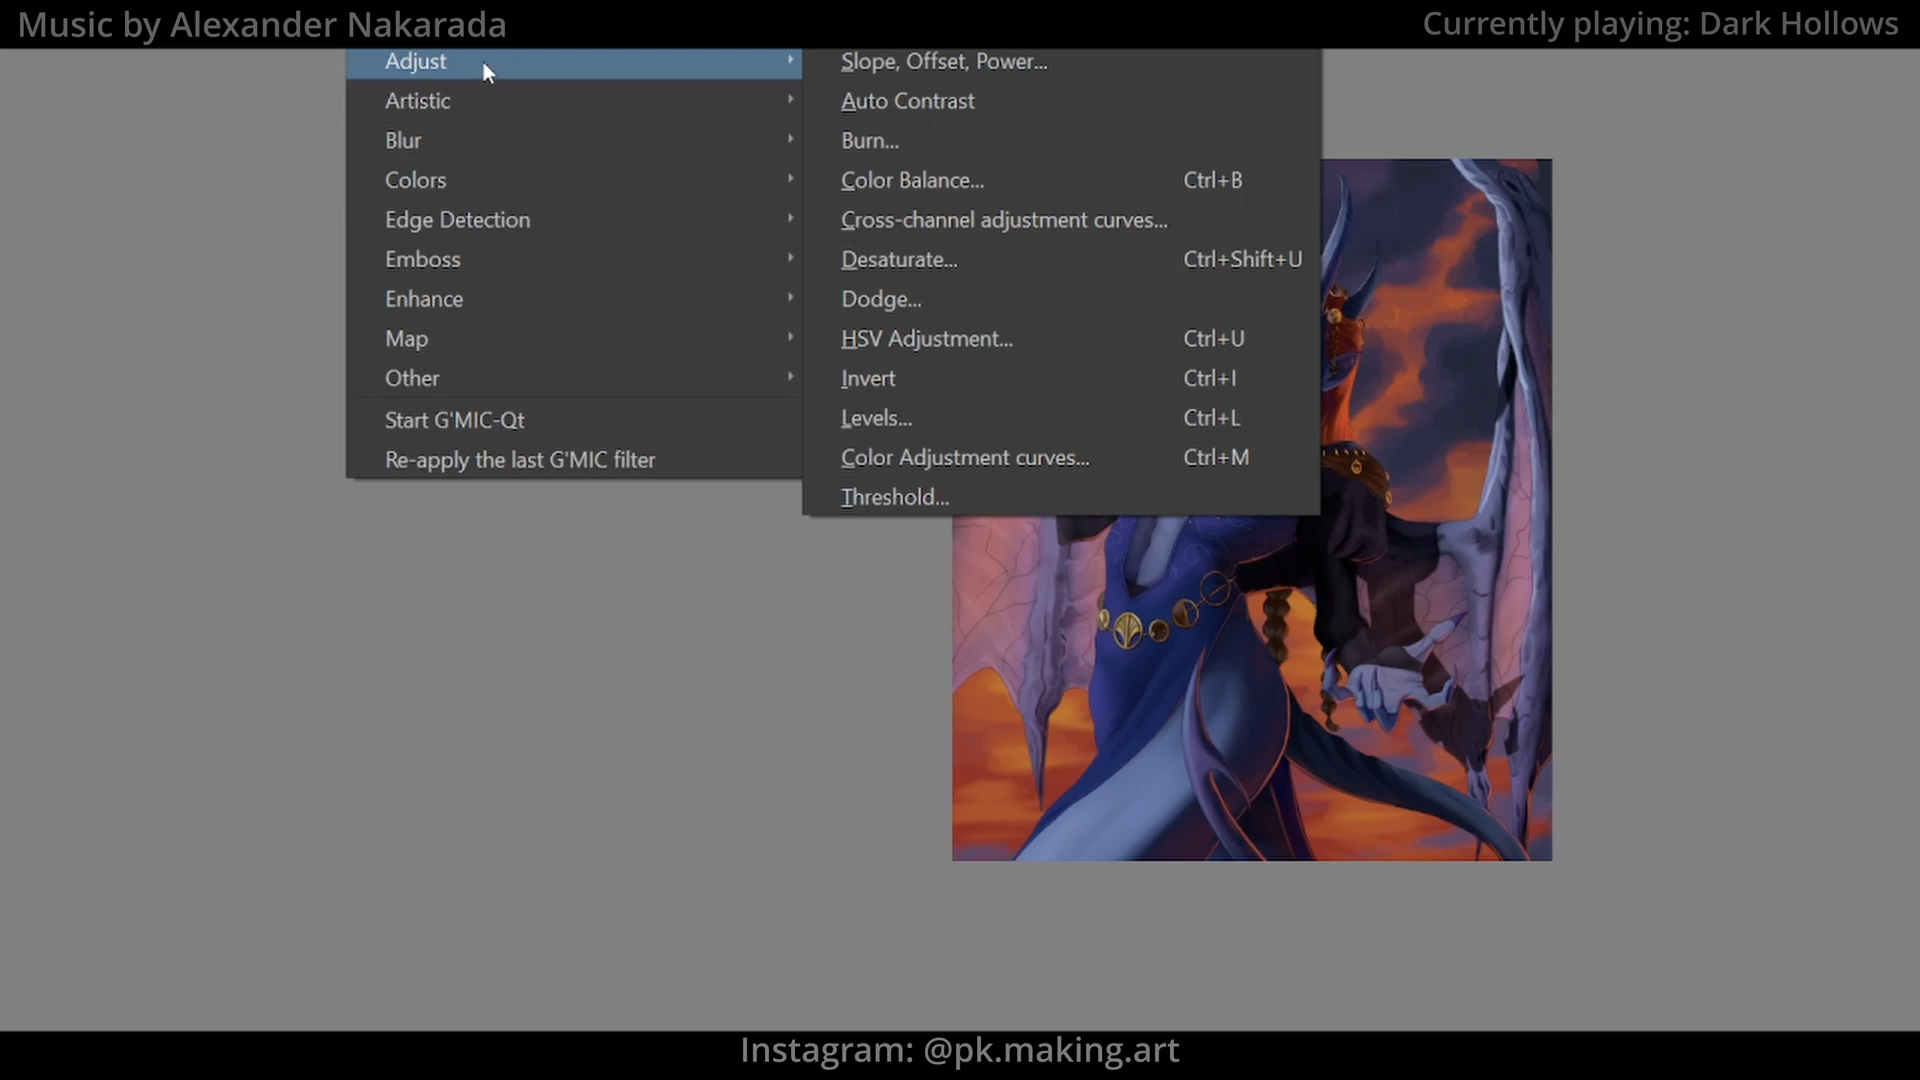 Music by Alexander Nakarada
Currently playing: Dark Hollows
Adjust
Artistic
Blur
Colors
Edge Detection
Emboss
Enhance
Map
Other
Start G'MIC-Qt
Re-apply the last G'MIC filter
Slope, Offset, Power...
Auto Contrast
Burn...
Color Balance... Ctrl+B
Cross-channel adjustment curves...
Desaturate... Ctrl+Shift+U
Dodge...
HSV Adjustment... Ctrl+U
Invert Ctrl+I
Levels... Ctrl+L
Color Adjustment curves... Ctrl+M
Threshold...
Instagram: @pk.making.art